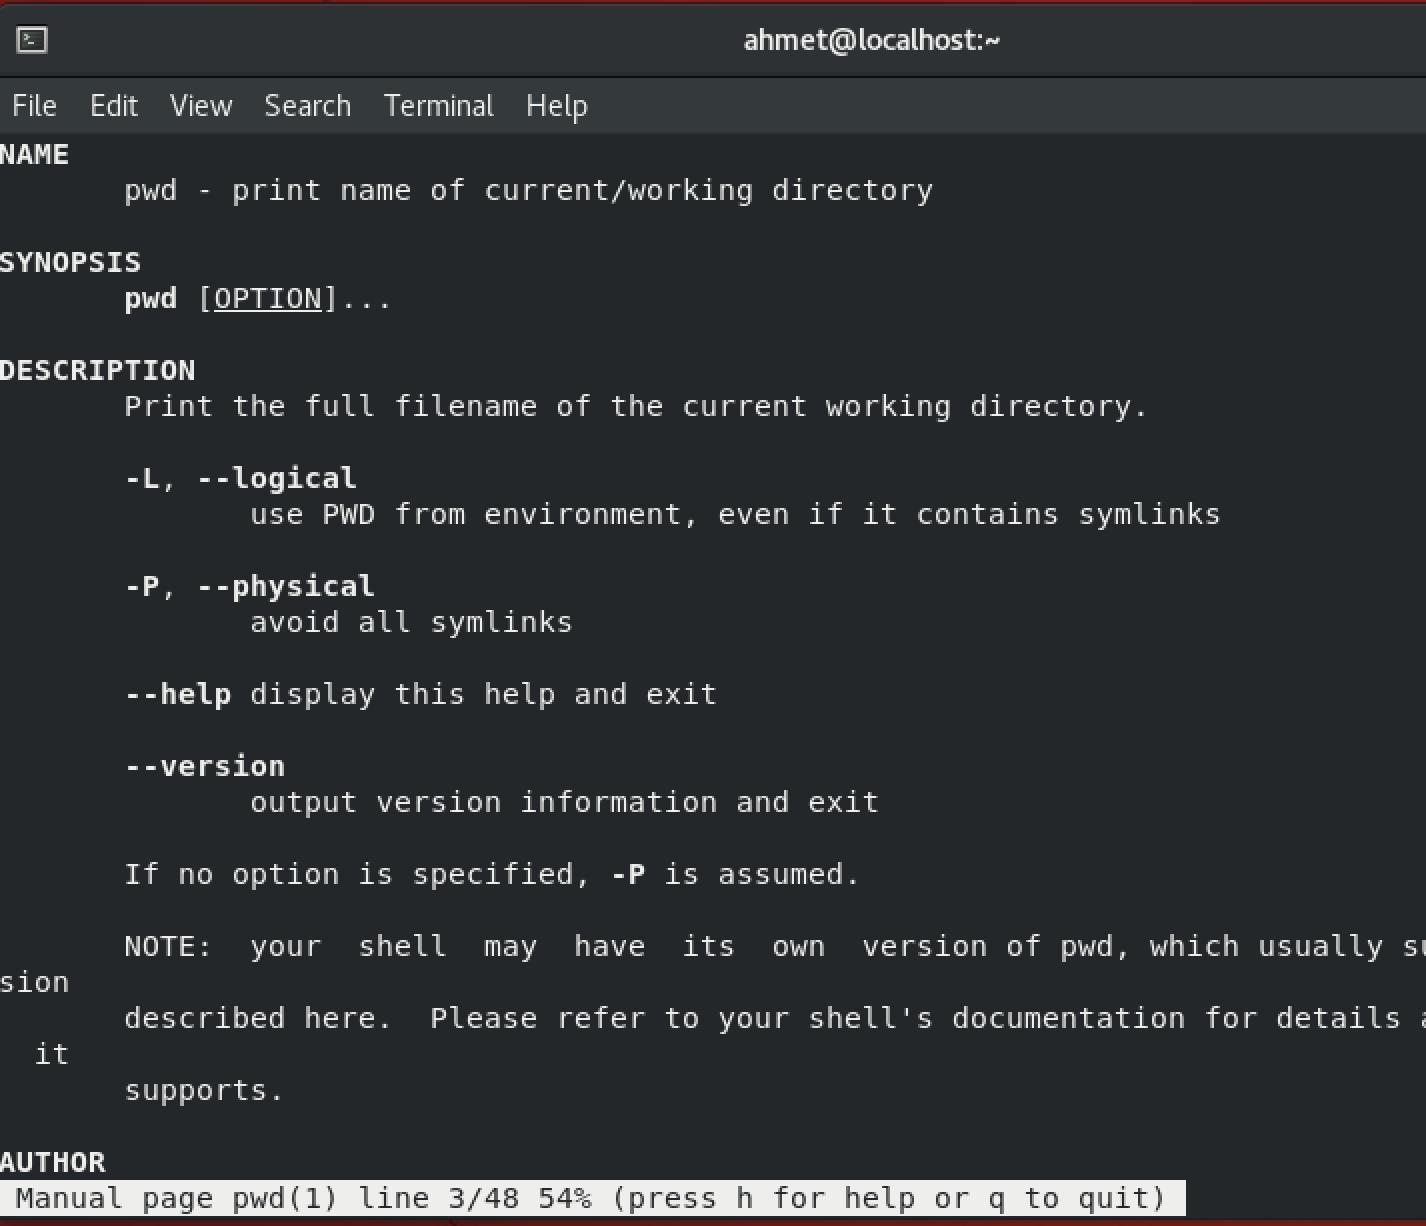 ahmet@localhost:~
File Edit View Search Terminal Help
NAME
pwd - print name of current/working directory
SYNOPSIS
pwd [OPTION]...
DESCRIPTION
Print the full filename of the current working directory.
-L, --logical
use PWD from environment, even if it contains symlinks
-P, --physical
avoid all symlinks
--help display this help and exit
--version
output version information and exit
If no option is specified, -P is assumed.
NOTE: your shell may have its own version of pwd, which usually su
sion
described here. Please refer to your shell's documentation for details a
it
supports.
AUTHOR
Manual page pwd(1) line 3/48 54% (press h for help or q to quit)